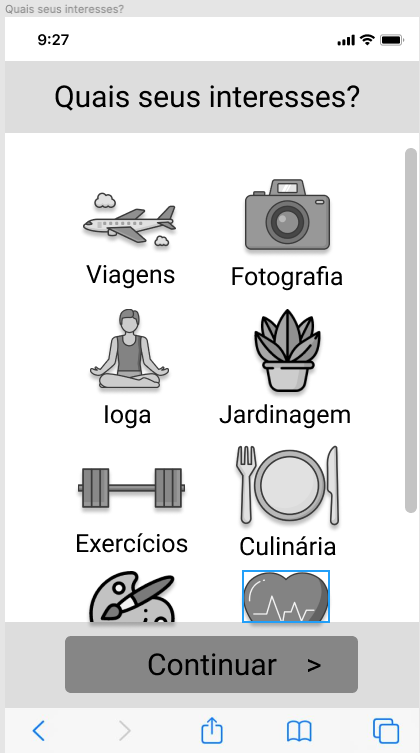 Quais seus interesses?
9:27
Quais seus interesses?
Viagens
Fotografia
Ioga
Jardinagem
Exercícios
Culinária
Continuar >